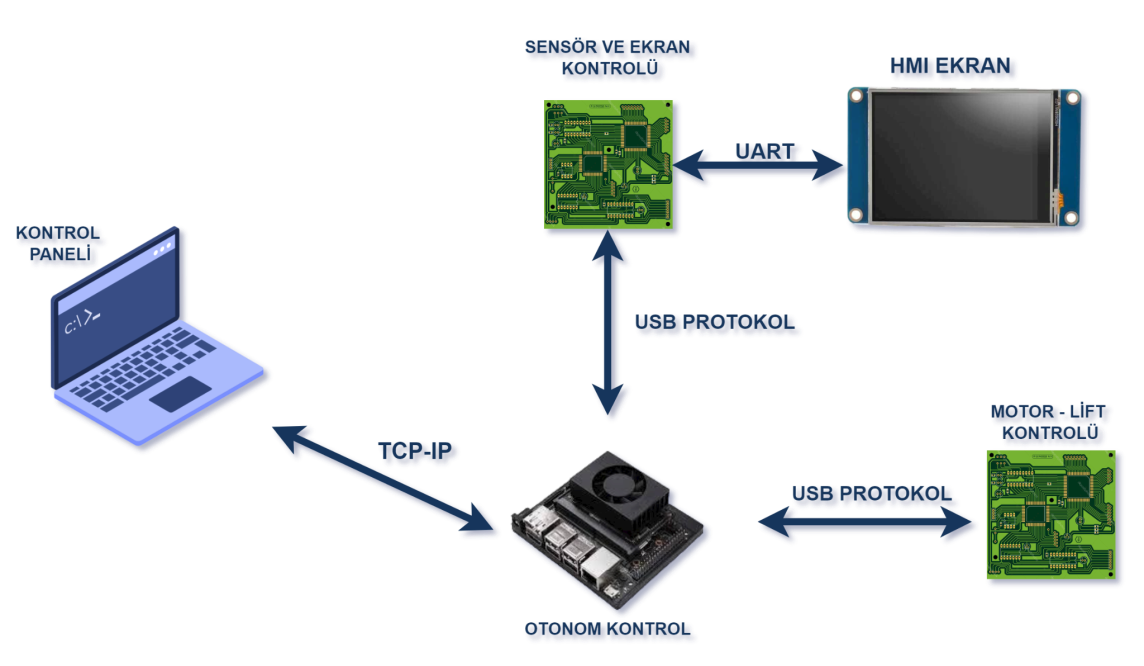 SENSÖR VE EKRAN
KONTROLÜ
HMI EKRAN
UART
KONTROL
PANELİ
c:\>_
USB PROTOKOL
MOTOR - LİFT
KONTROLÜ
TCP-IP
USB PROTOKOL
OTONOM KONTROL